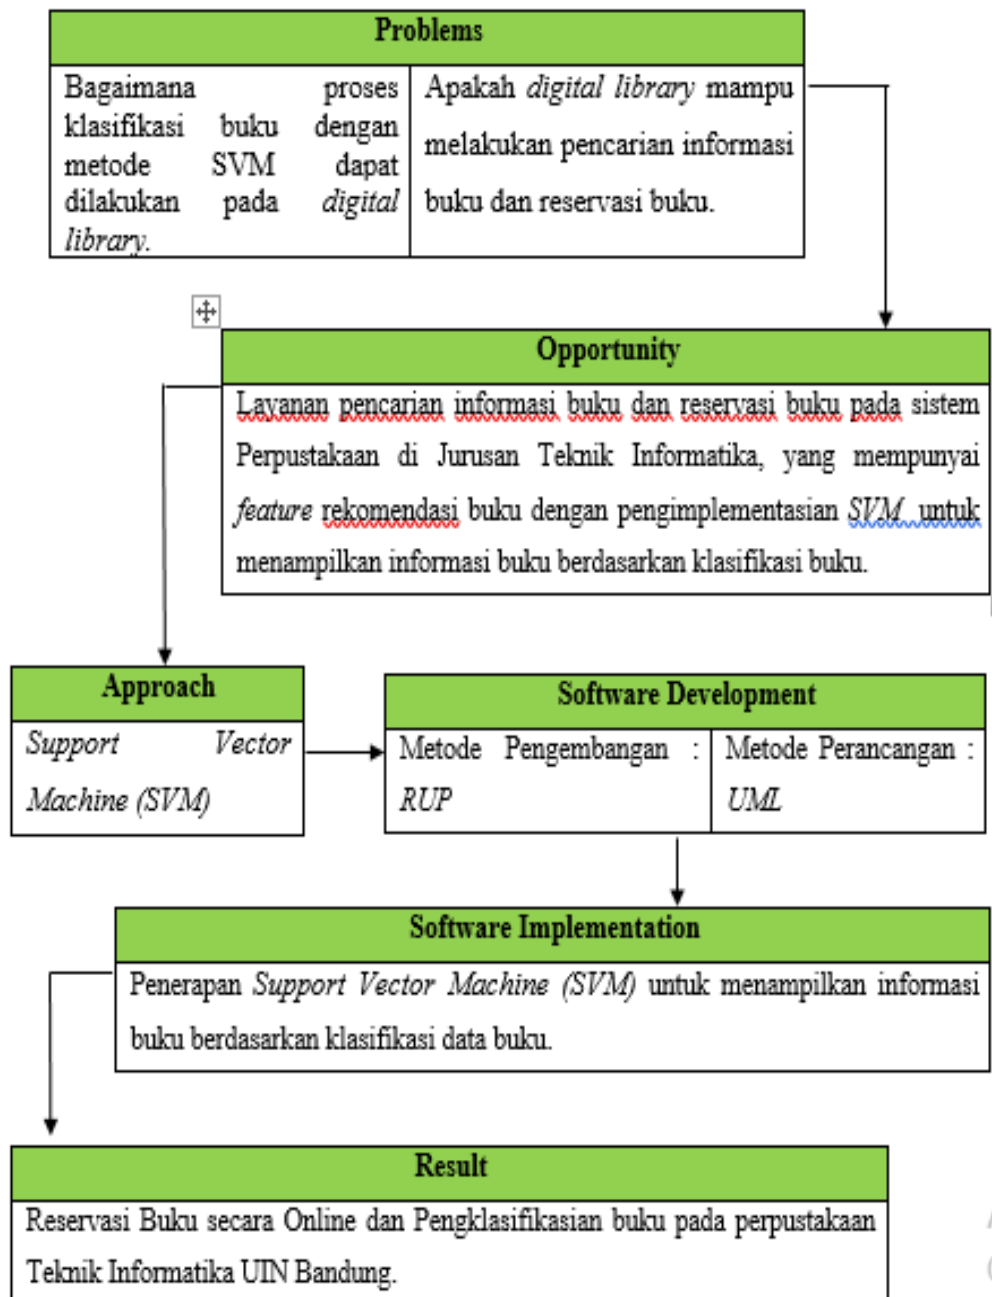 Problems
Bagaimana proses
klasifikasi buku dengan
metode SVM dapat
dilakukan pada digital
library.
Apakah digital library mampu
melakukan pencarian informasi
buku dan reservasi buku.
Opportunity
Layanan pencarian informasi buku dan reservasi buku pada sistem
Perpustakaan di Jurusan Teknik Informatika, yang mempunyai
feature rekomendasi buku dengan pengimplementasian SVM untuk
menampilkan informasi buku berdasarkan klasifikasi buku.
Approach
Support Vector
Machine (SVM)
Software Development
Metode Pengembangan :
RUP
Metode Perancangan :
UML
Software Implementation
Penerapan Support Vector Machine (SVM) untuk menampilkan informasi
buku berdasarkan klasifikasi data buku.
Result
Reservasi Buku secara Online dan Pengklasifikasian buku pada perpustakaan
Teknik Informatika UIN Bandung.